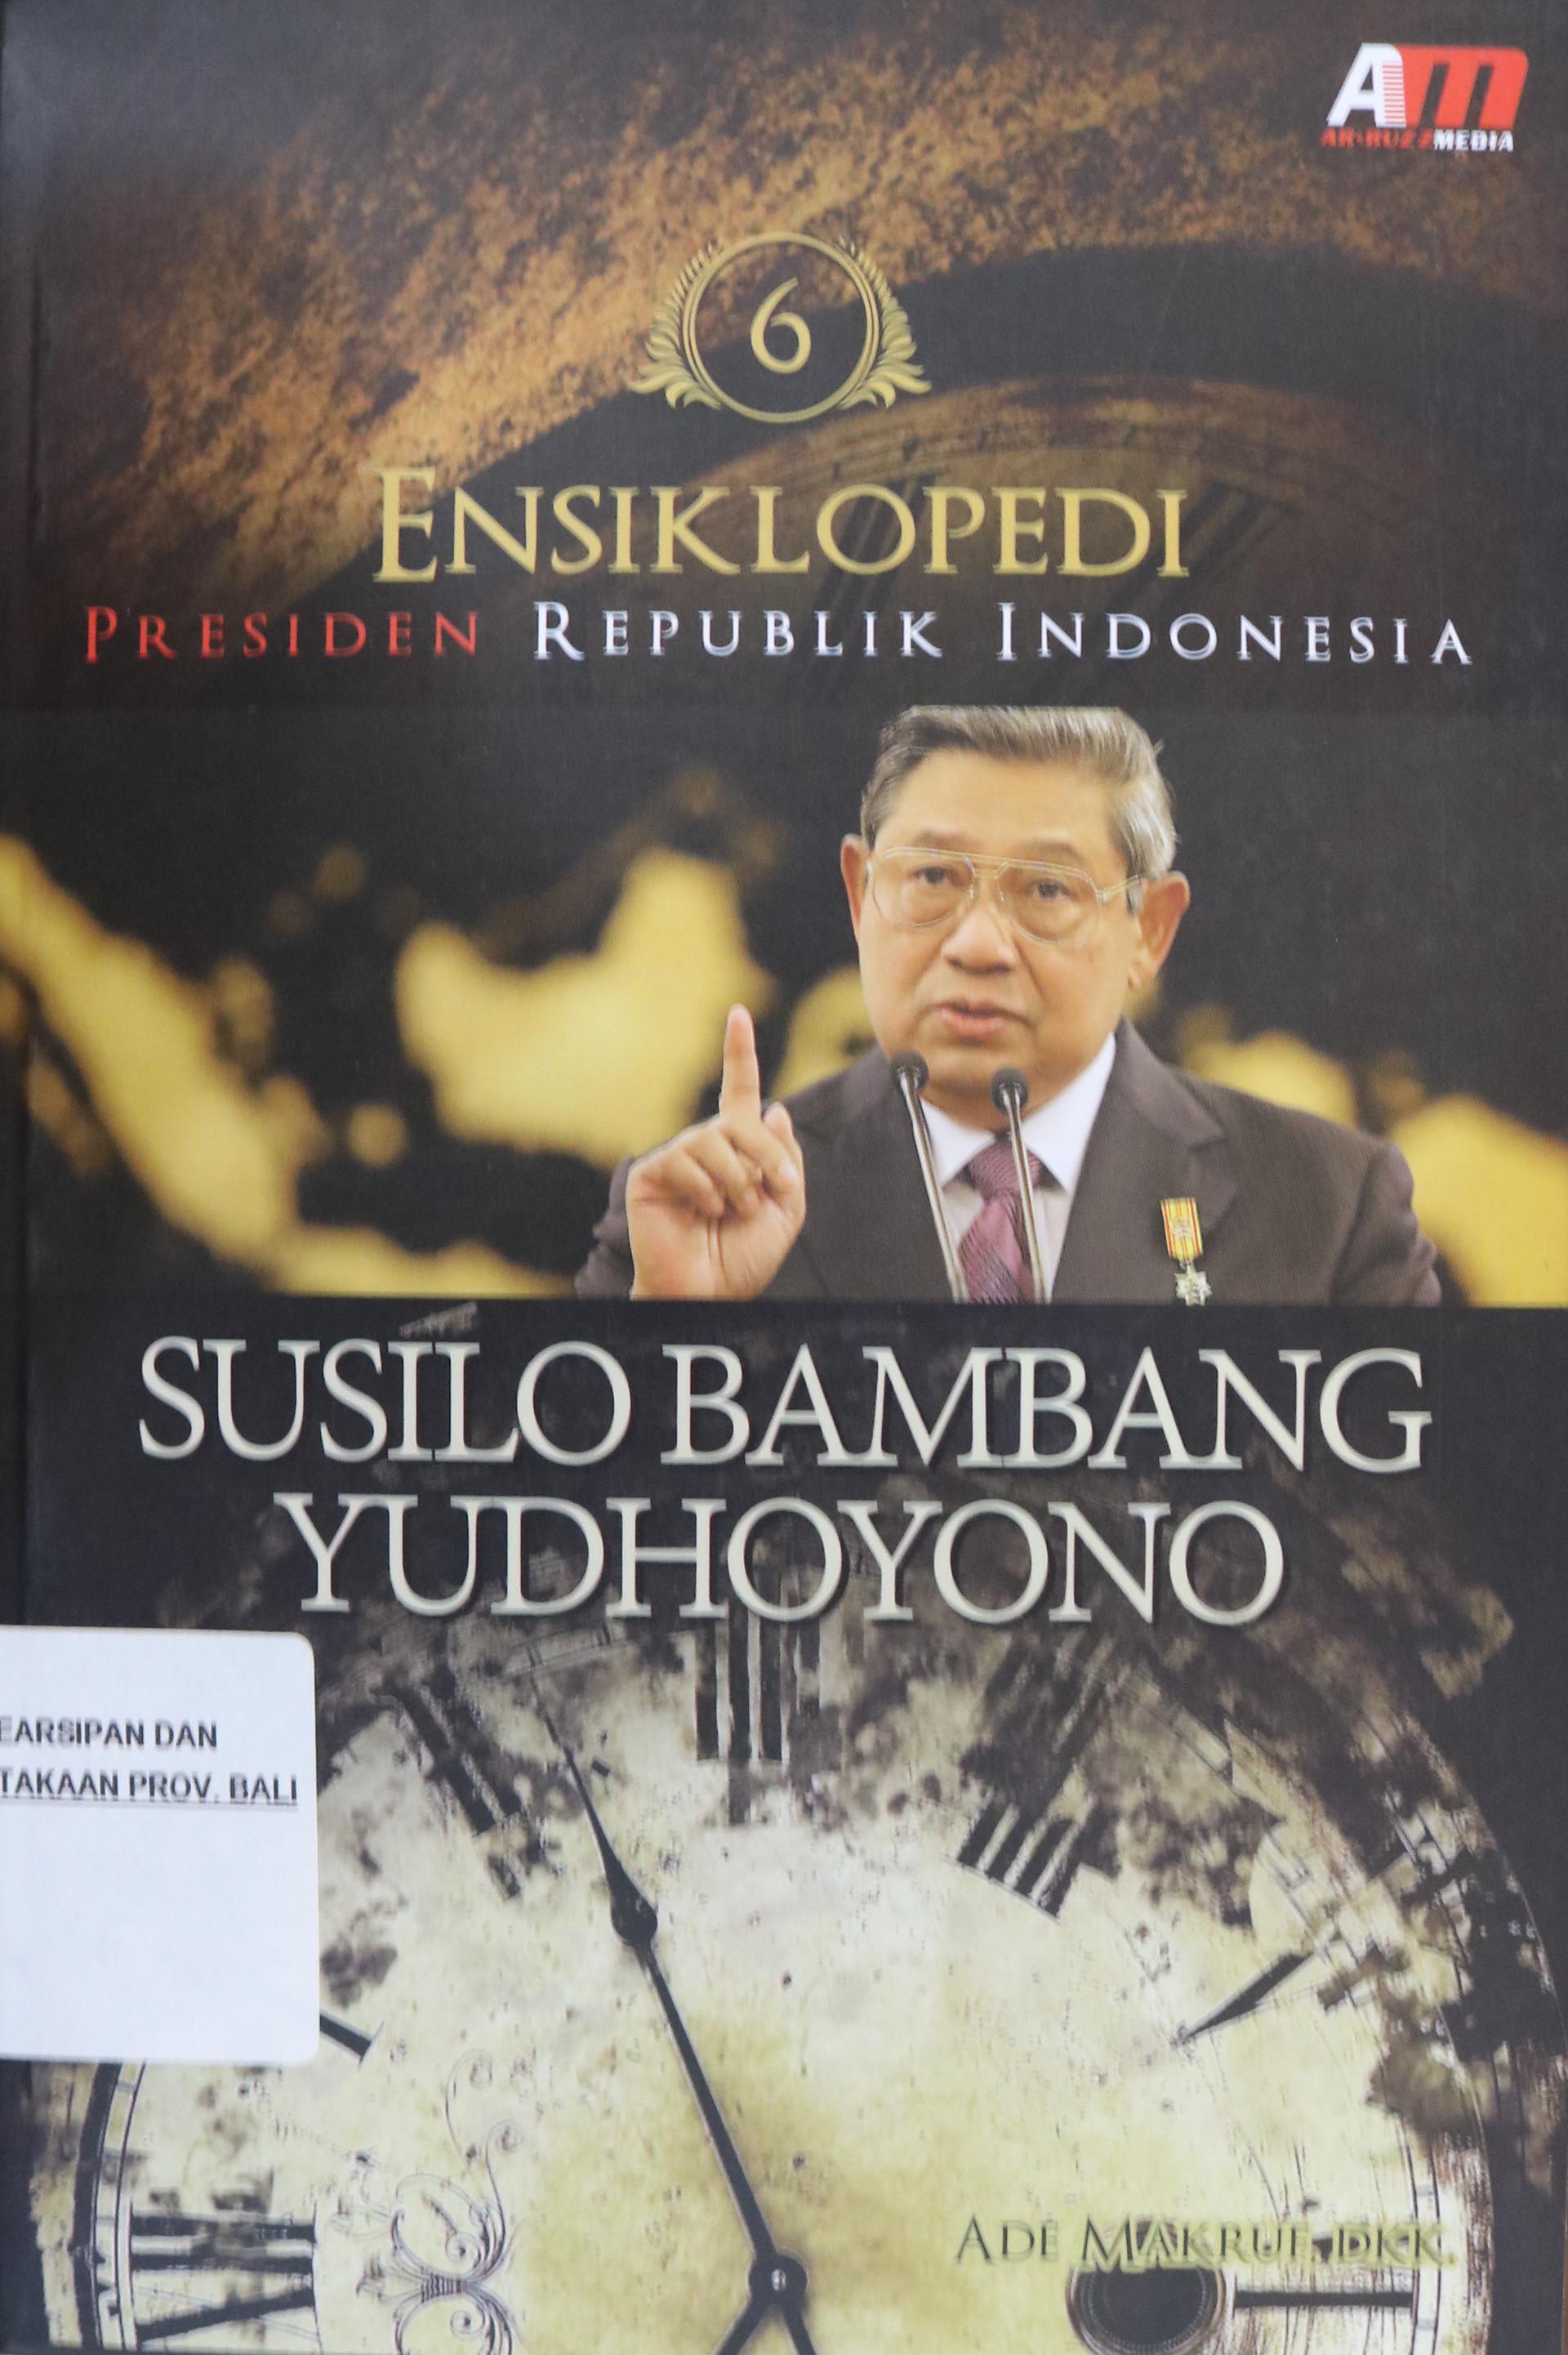 AM
AR-RUZZ MEDIA
6
ENSIKLOPEDI
PRESIDEN REPUBLIK INDONESIA
SUSILO BAMBANG
YUDHOYONO
EARSIPAN DAN
TAKAAN PROV. BALI
ADE MAKRUF, DKK.